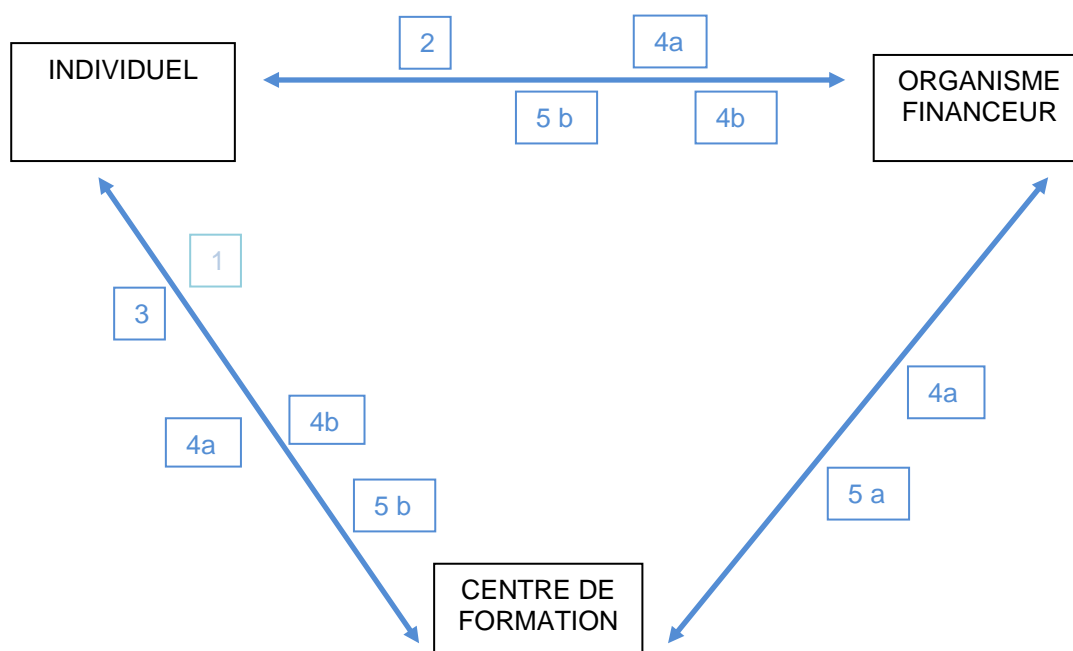 2
4a
INDIVIDUEL
ORGANISME
FINANCEUR
5 b
4b
1
3
4a
4b
4a
5 b
5 a
CENTRE DE
FORMATION